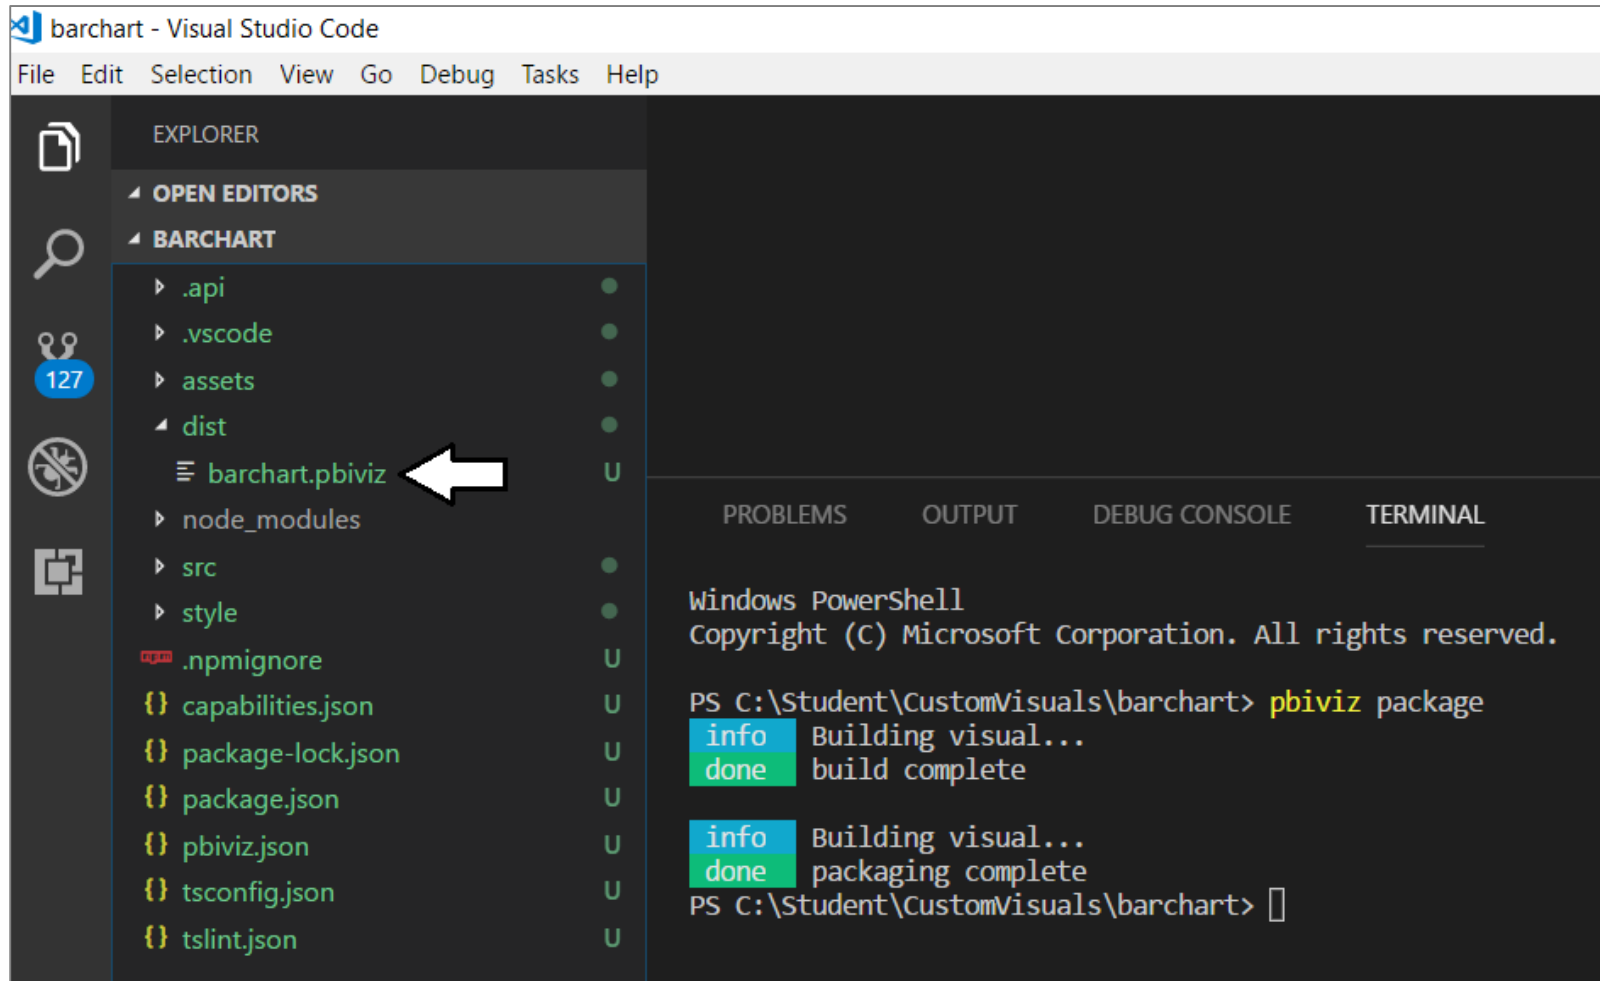 barchart - Visual Studio Code
File Edit Selection View Go Debug Tasks Help
EXPLORER
OPEN EDITORS
BARCHART
.api
.vscode
127
assets
dist
barchart.pbiviz U
node_modules
src
style
.npmignore U
{} capabilities.json U
{} package-lock.json U
{} package.json U
{} pbiviz.json U
{} tsconfig.json U
{} tslint.json U
PROBLEMS OUTPUT DEBUG CONSOLE TERMINAL
Windows PowerShell
Copyright (C) Microsoft Corporation. All rights reserved.
PS C:\Student\CustomVisuals\barchart> pbiviz package
info Building visual...
done build complete
info Building visual...
done packaging complete
PS C:\Student\CustomVisuals\barchart>